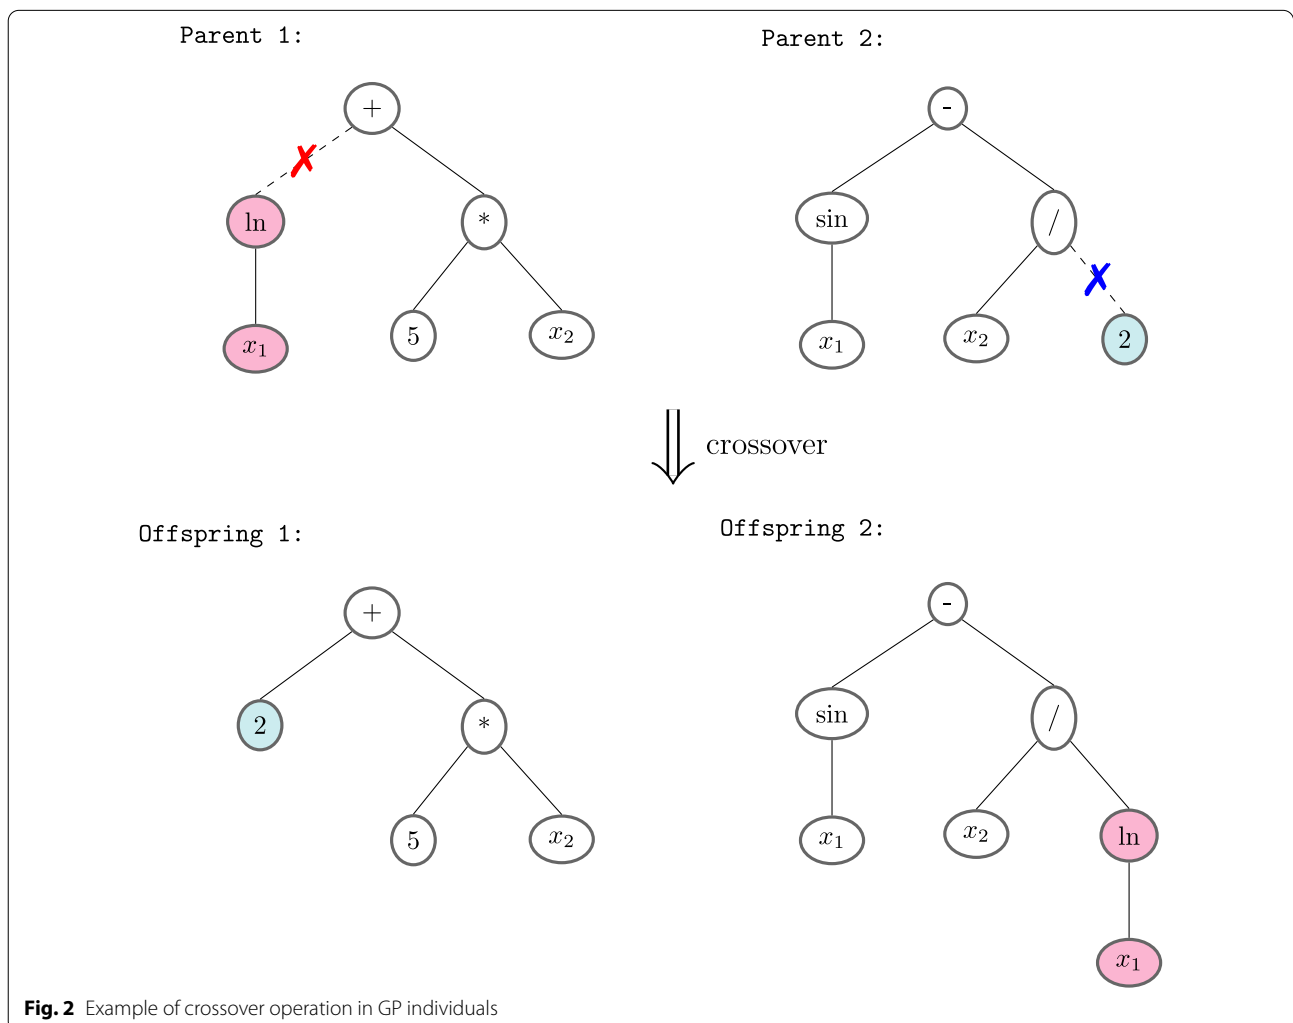 Parent 1:
Parent 2:
+
-
✗
ln
*
sin
/
✗
x₁
5
x₂
x₁
x₂
2
crossover
Offspring 1:
Offspring 2:
+
-
2
*
sin
/
5
x₂
x₁
x₂
ln
x₁
Fig. 2 Example of crossover operation in GP individuals